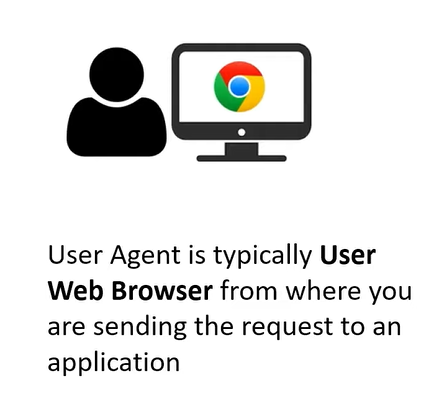 User Agent is typically User
Web Browser from where you
are sending the request to an
application